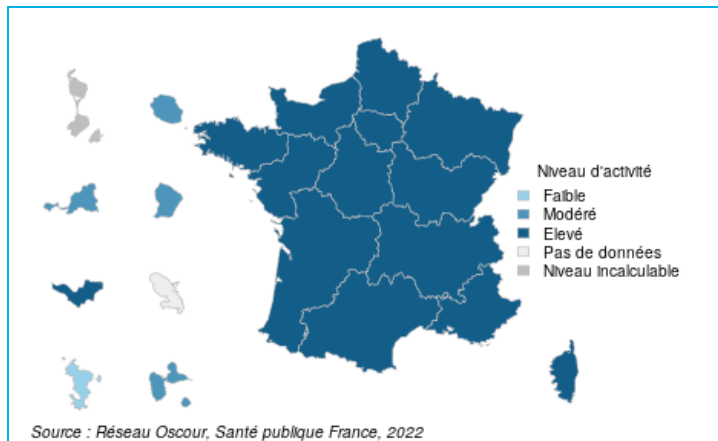 Niveau d'activité
Faible
Modéré
Elevé
Pas de données
Niveau incalculable
Source : Réseau Oscour, Santé publique France, 2022